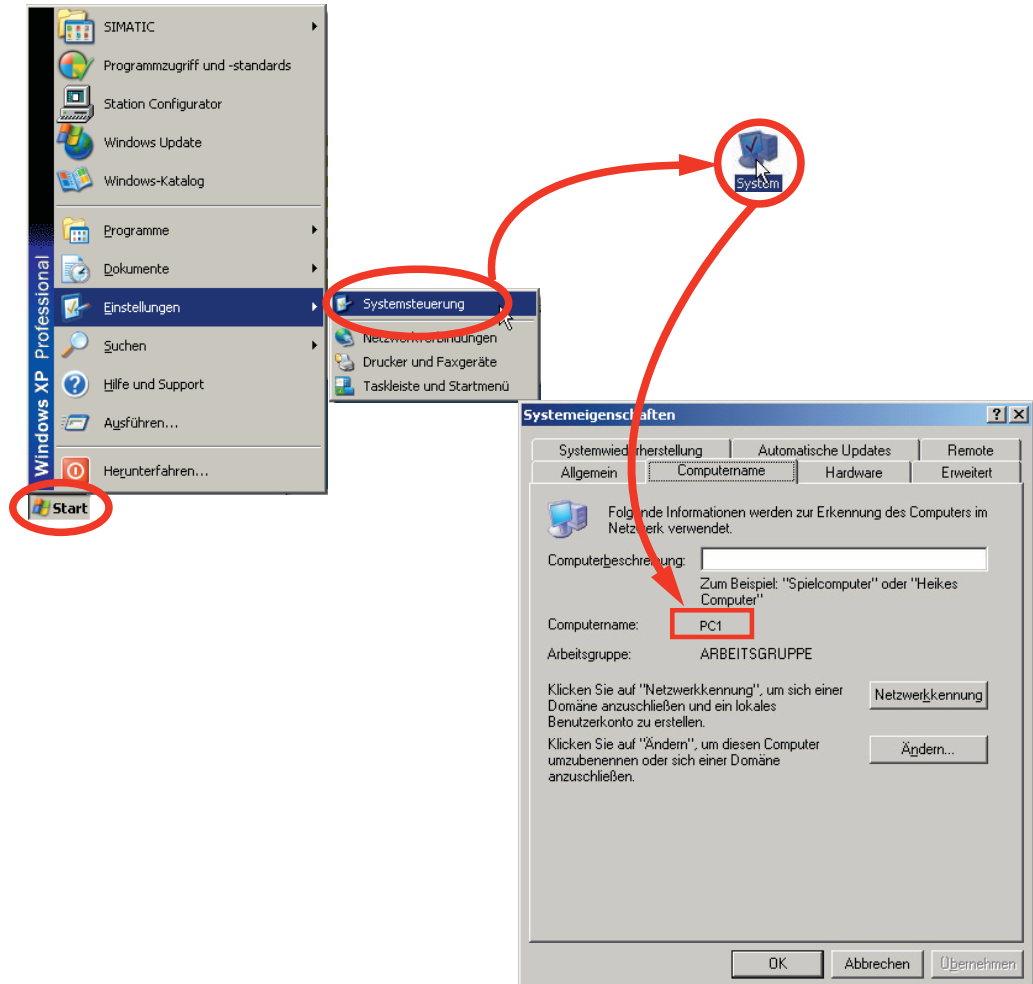 SIMATIC
Programmzugriff und -standards
Station Configurator
Windows Update
Windows-Katalog
Programme
Dokumente
Einstellungen
Suchen
Hilfe und Support
Ausführen...
Herunterfahren...
Windows XP Professional
Start
Systemsteuerung
Netzwerkverbindungen
Drucker und Faxgeräte
Taskleiste und Startmenü
System
Systemeigenschaften
Systemwiederherstellung Automatische Updates Remote
Allgemein Computername Hardware Erweitert
Folgende Informationen werden zur Erkennung des Computers im
Netzwerk verwendet.
Computerbeschreibung:
Zum Beispiel: "Spielcomputer" oder "Heikes
Computer"
Computername: PC1
Arbeitsgruppe: ARBEITSGRUPPE
Klicken Sie auf "Netzwerkkennung", um sich einer
Domäne anzuschließen und ein lokales
Benutzerkonto zu erstellen.
Netzwerkkennung
Klicken Sie auf "Ändern", um diesen Computer
umzubenennen oder sich einer Domäne
anzuschließen.
Ändern...
OK Abbrechen Übernehmen